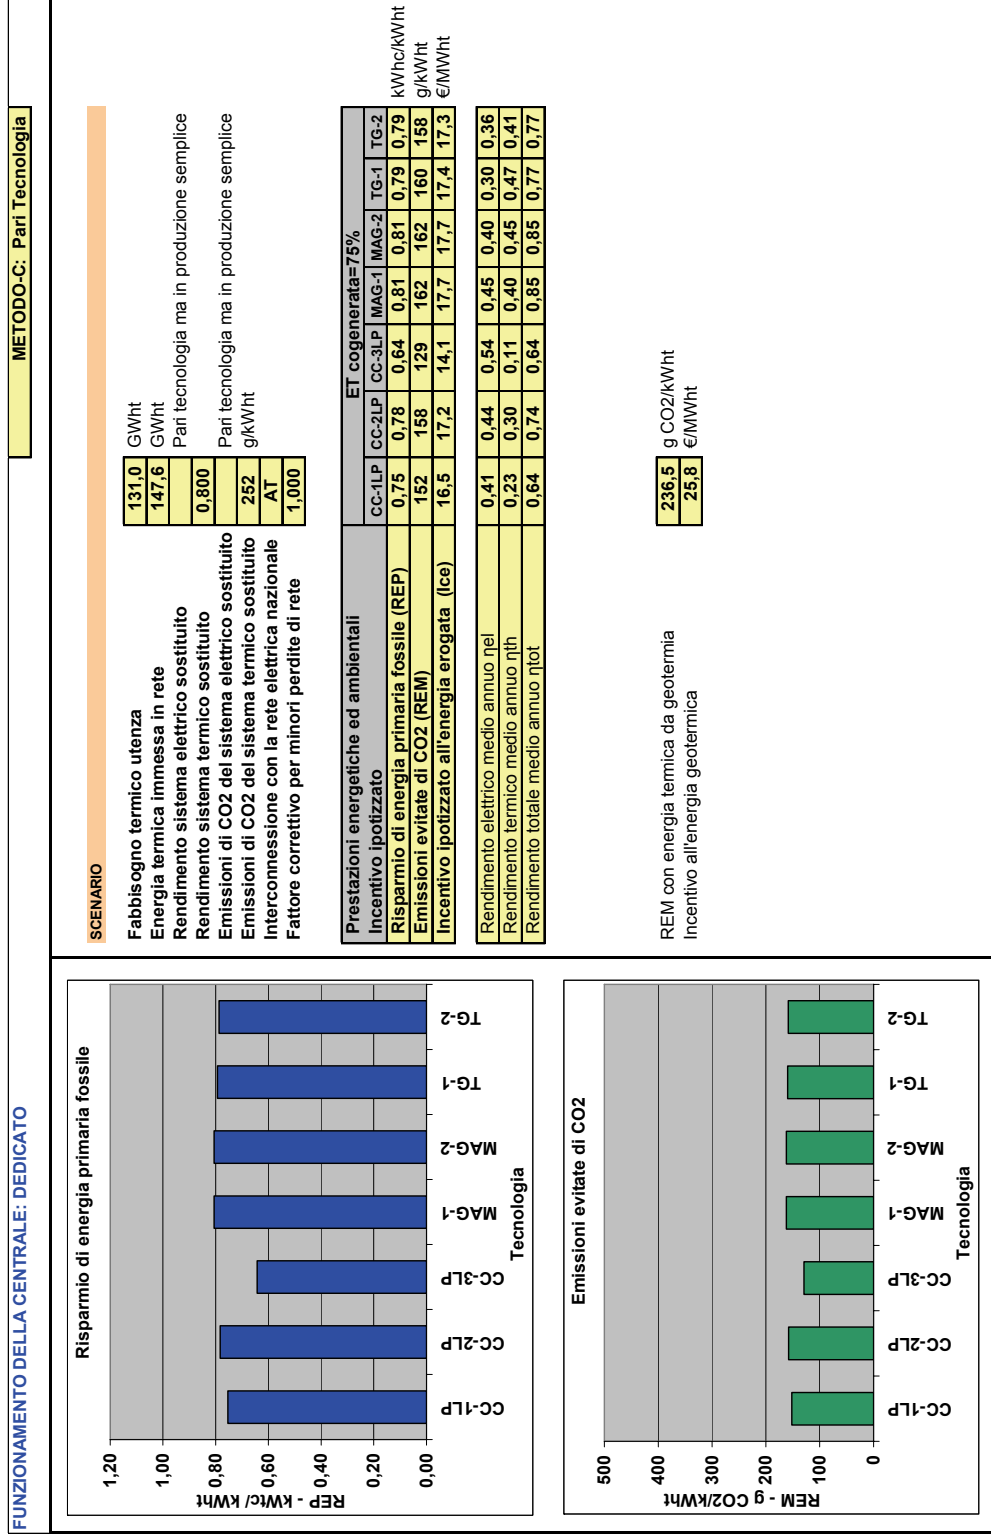 FUNZIONAMENTO DELLA CENTRALE: DEDICATO
METODO-C: Pari Tecnologia
Risparmio di energia primaria fossile
REP - kWtc/ kWht
1,20
1,00
0,80
0,60
0,40
0,20
0,00
CC-1LP
CC-2LP
CC-3LP
MAG-1
MAG-2
TG-1
TG-2
Tecnologia
Emissioni evitate di CO2
REM - g CO2/kWht
500
400
300
200
100
0
CC-1LP
CC-2LP
CC-3LP
MAG-1
MAG-2
TG-1
TG-2
Tecnologia
SCENARIO
Fabbisogno termico utenza 131,0 GWht
Energia termica immessa in rete 147,6 GWht
Rendimento sistema elettrico sostituito Pari tecnologia ma in produzione semplice
Rendimento sistema termico sostituito 0,800
Emissioni di CO2 del sistema elettrico sostituito Pari tecnologia ma in produzione semplice
Emissioni di CO2 del sistema termico sostituito 252 g/kWht
Interconnessione con la rete elettrica nazionale AT
Fattore correttivo per minori perdite di rete 1,000
Prestazioni energetiche ed ambientali ET cogenerata=75%
Incentivo ipotizzato CC-1LP CC-2LP CC-3LP MAG-1 MAG-2 TG-1 TG-2
Risparmio di energia primaria fossile (REP) 0,75 0,78 0,64 0,81 0,81 0,79 0,79 kWhc/kWht
Emissioni evitate di CO2 (REM) 152 158 129 162 162 160 158 g/kWht
Incentivo ipotizzato all'energia erogata (Ice) 16,5 17,2 14,1 17,7 17,7 17,4 17,3 €/MWht
Rendimento elettrico medio annuo ηel 0,41 0,44 0,54 0,45 0,40 0,30 0,36
Rendimento termico medio annuo ηth 0,23 0,30 0,11 0,40 0,45 0,47 0,41
Rendimento totale medio annuo ηtot 0,64 0,74 0,64 0,85 0,85 0,77 0,77
REM con energia termica da geotermia 236,5 g CO2/kWht
Incentivo all'energia geotermica 25,8 €/MWht